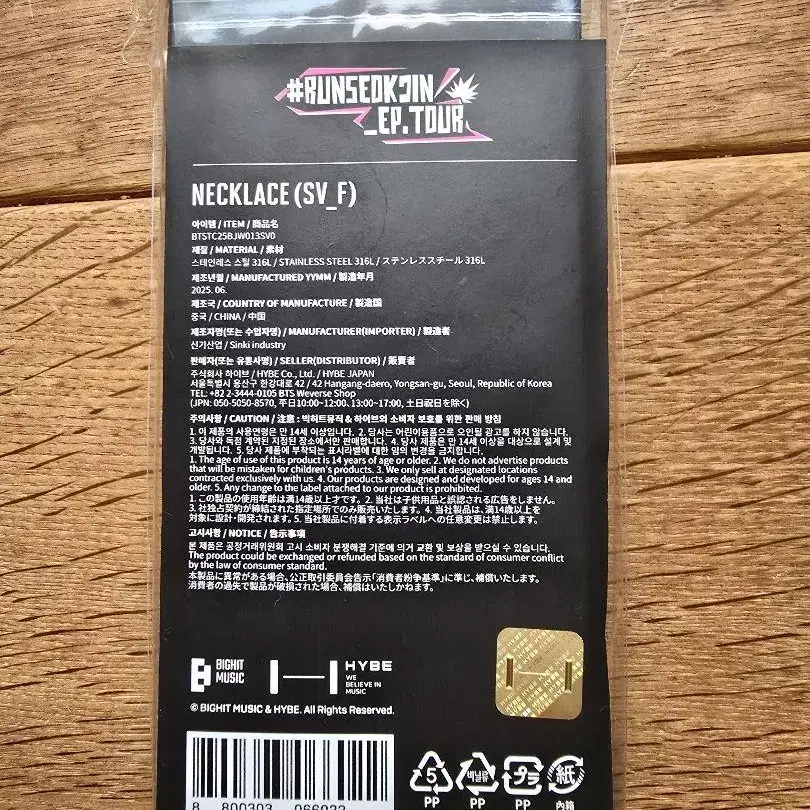 #RUNSEOKJIN
_EP.TOUR
NECKLACE (SV_F)
아이템 / ITEM / 商品名
BTSTC25BJW013SV0
재질 / MATERIAL / 素材
스테인레스 스틸 316L / STAINLESS STEEL 316L / ステンレススチール 316L
제조년월 / MANUFACTURED YYMM / 製造年月
2025. 06.
제조국 / COUNTRY OF MANUFACTURE / 製造国
중국 / CHINA / 中国
제조자명(또는 수입자명) / MANUFACTURER(IMPORTER) / 製造者
신기산업 / Sinki industry
판매자(또는 유통사명) / SELLER(DISTRIBUTOR) / 販賣者
주식회사 하이브 / HYBE Co., Ltd. / HYBE JAPAN
서울특별시 용산구 한강대로 42 / 42 Hangang-daero, Yongsan-gu, Seoul, Republic of Korea
TEL: +82 2-3444-0105 BTS Weverse Shop
(JPN: 050-5050-8570, 平日10:00~12:00、13:00~17:00、土日祝日を除く)
주의사항 / CAUTION / 注意 : 빅히트뮤직 & 하이브의 소비자 보호를 위한 판매 방침
1. 이 제품의 사용연령은 만 14세 이상입니다. 2. 당사는 어린이용품으로 오인될 광고를 하지 않습니다.
3. 당사와 독점 계약된 지정된 장소에서만 판매합니다. 4. 당사 제품은 만 14세 이상을 대상으로 설계 및
개발됩니다. 5. 당사 제품에 부착되는 표시라벨에 대한 임의 변경을 금지합니다.
1. The age of use of this product is 14 years of age or older. 2. We do not advertise products
that will be mistaken for children's products. 3. We only sell at designated locations
contracted exclusively with us. 4. Our products are designed and developed for ages 14 and
older. 5. Any change to the label attached to our product is prohibited.
1. この製品の使用年齢は満14歳以上才です。2. 当社は子供用品と誤認される広告をしません。
3. 社独占契約が締結された指定場所でのみ販売いたします。4. 当社製品は、満14歳以上を
対象に設計・開発されます。5. 当社製品に付着する表示ラベルへの任意変更は禁止します。
고시사항 / NOTICE / 告示事項
본 제품은 공정거래위원회 고시 소비자 분쟁해결 기준에 의거 교환 및 보상을 받으실 수 있습니다.
The product could be exchanged or refunded based on the standard of consumer conflict
by the law of consumer standard.
本製品に異常がある場合、公正取引委員会告示「消費者紛争基準」に準じ、補償いたします。
消費者の過失で製品が破損された場合、補償はいたしかねます。
BIGHIT
MUSIC
HYBE
WE
BELIEVE IN
MUSIC
© BIGHIT MUSIC & HYBE. All Rights Reserved.
5
PP
비닐류
PP
プラ
PP
紙
內箱
8 800303 066022